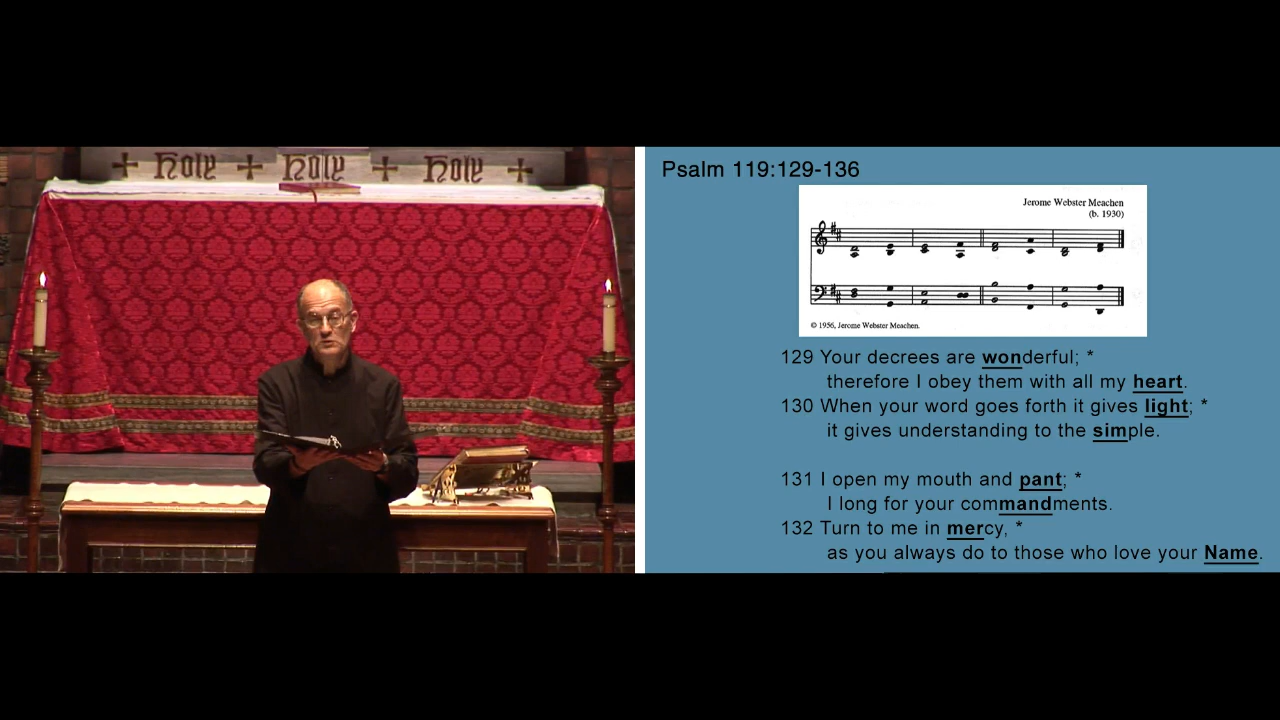 Holy Holy Holy
Psalm 119:129-136
Jerome Webster Meachen
(b. 1930)
© 1956, Jerome Webster Meachen.
129 Your decrees are wonderful; *
therefore I obey them with all my heart.
130 When your word goes forth it gives light; *
it gives understanding to the simple.
131 I open my mouth and pant; *
I long for your commandments.
132 Turn to me in mercy, *
as you always do to those who love your Name.